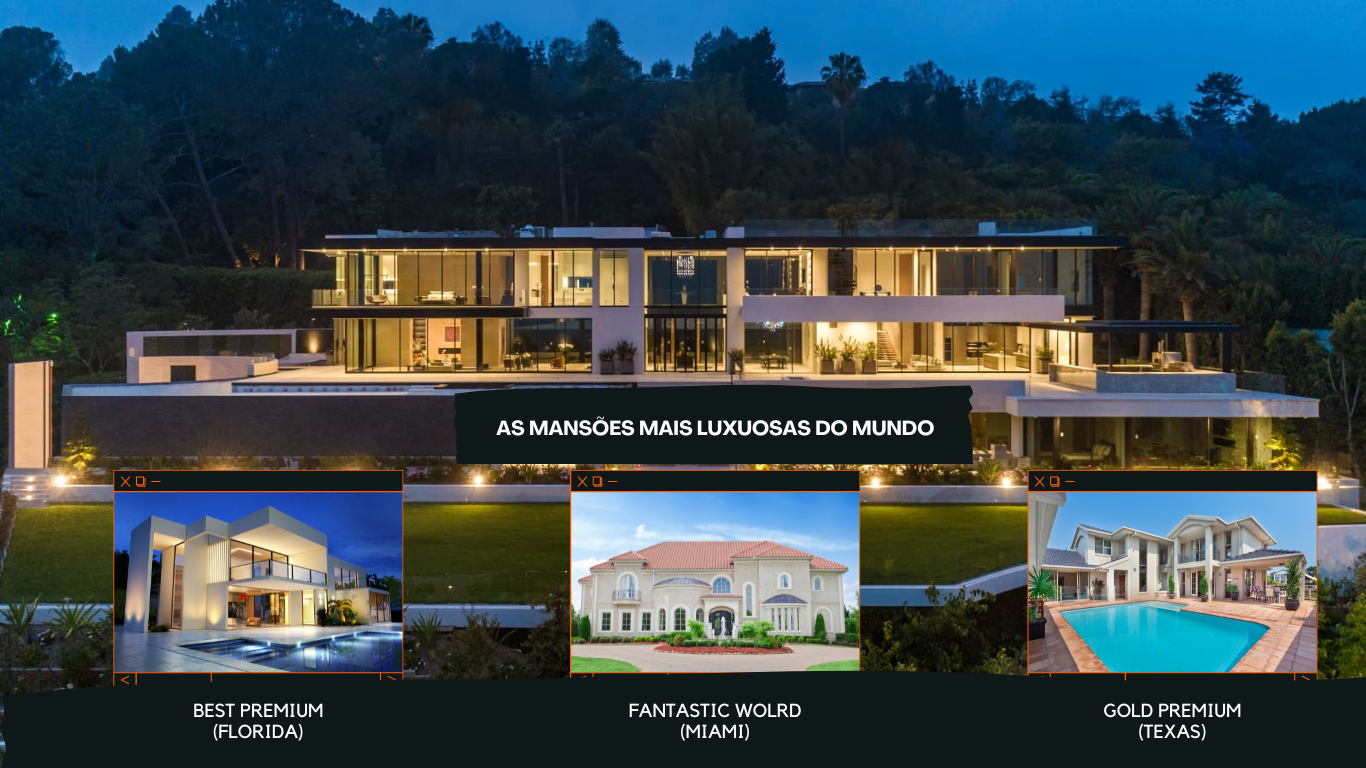 AS MANSÕES MAIS LUXUOSAS DO MUNDO
BEST PREMIUM
(FLORIDA)
FANTASTIC WOLRD
(MIAMI)
GOLD PREMIUM
(TEXAS)